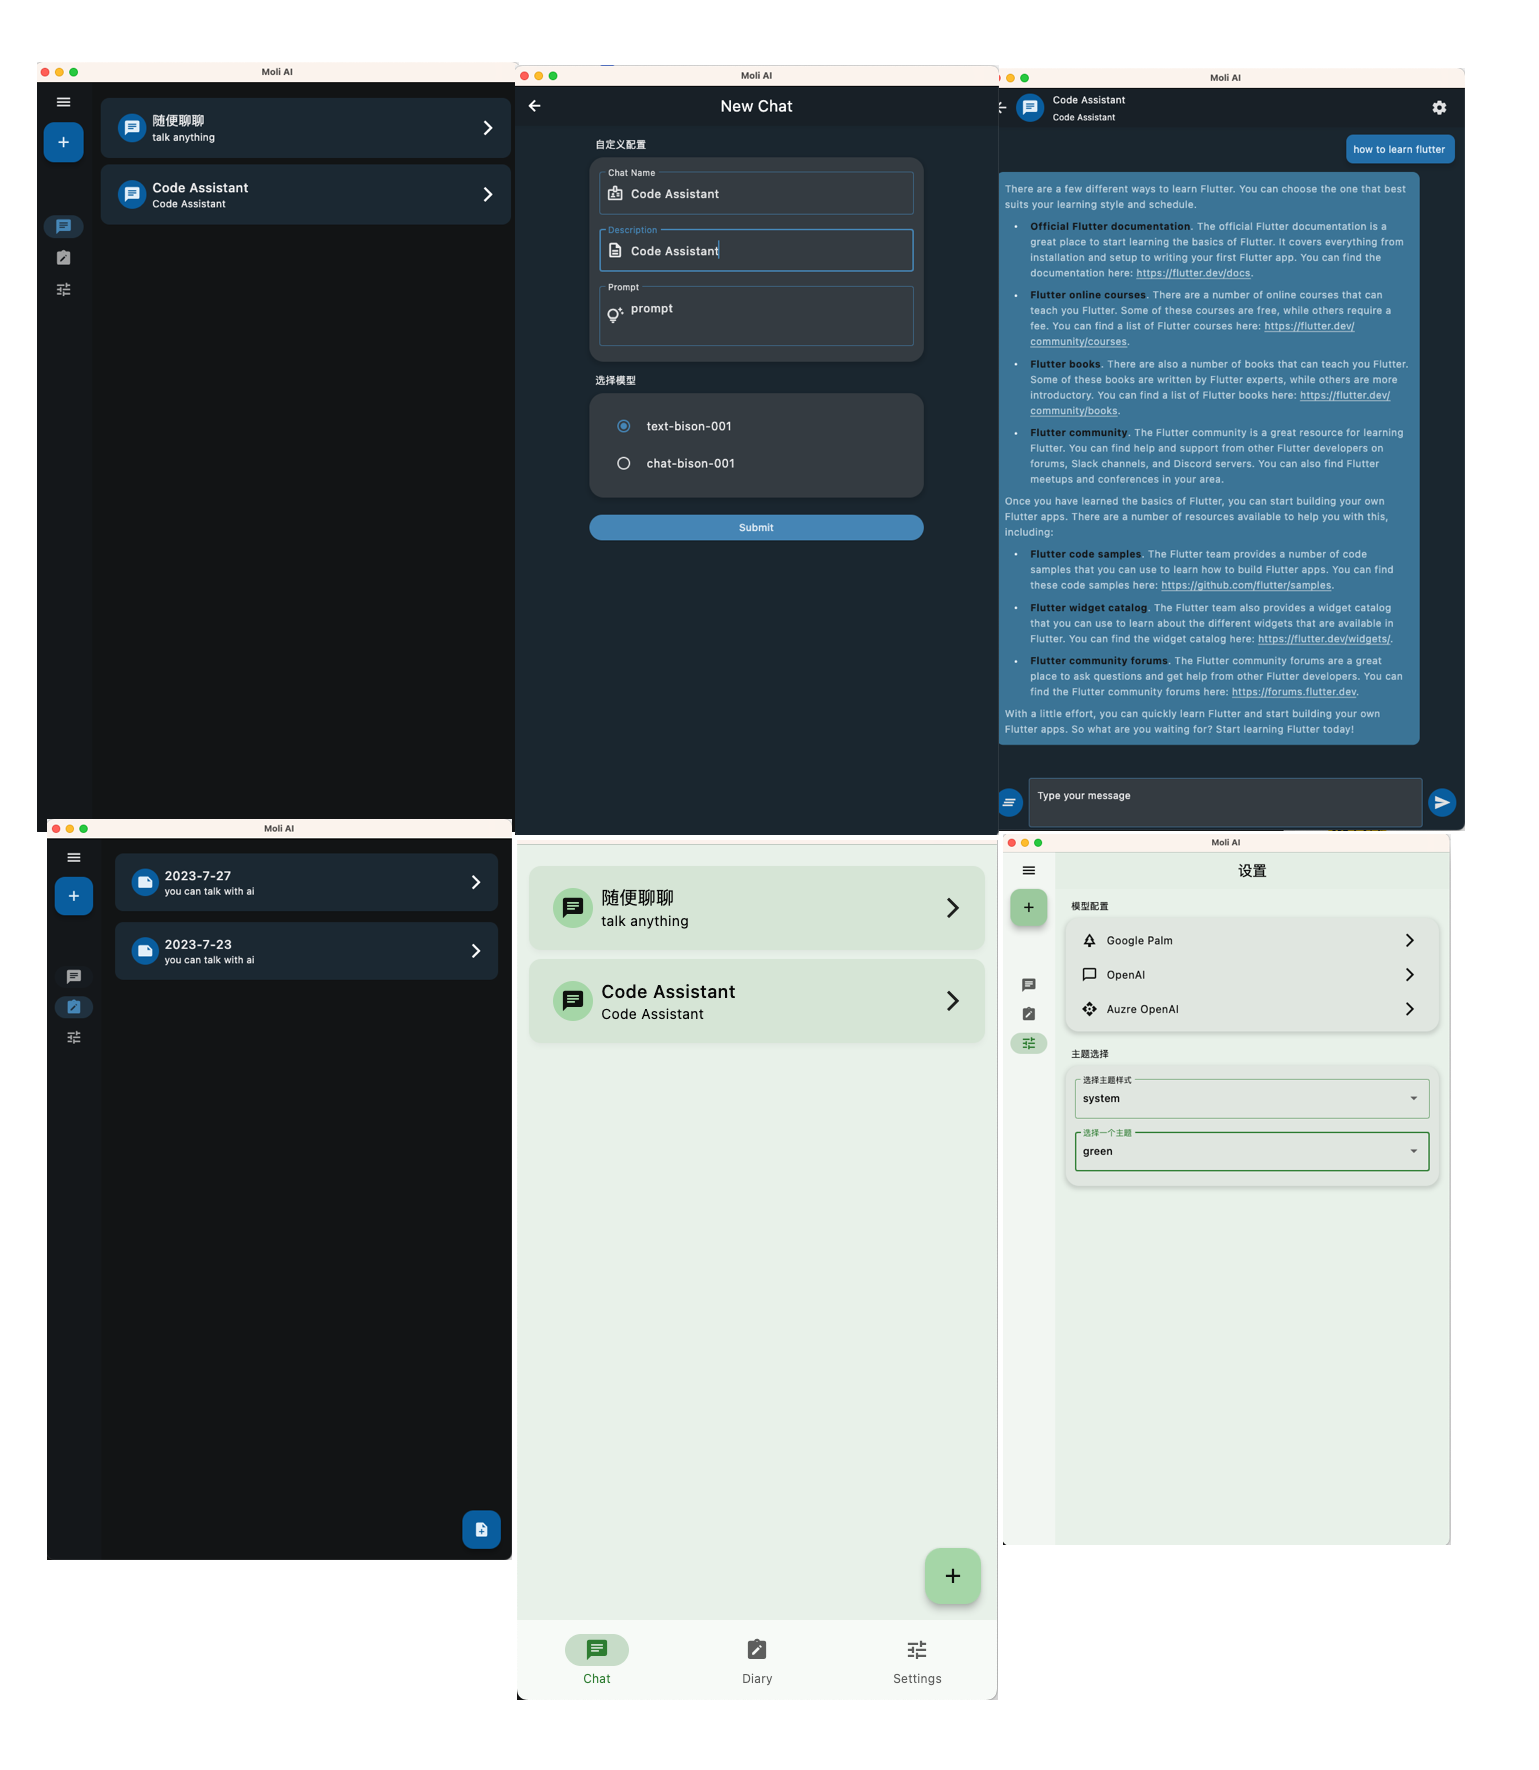 Moli AI
随便聊聊
talk anything
Code Assistant
Code Assistant
Moli AI
New Chat
自定义配置
Chat Name
Code Assistant
Description
Code Assistant
Prompt
prompt
选择模型
text-bison-001
chat-bison-001
Submit
Moli AI
Code Assistant
Code Assistant
how to learn flutter
There are a few different ways to learn Flutter. You can choose the one that best
suits your learning style and schedule.
• Official Flutter documentation. The official Flutter documentation is a
great place to start learning the basics of Flutter. It covers everything from
installation and setup to writing your first Flutter app. You can find the
documentation here: https://flutter.dev/docs.
• Flutter online courses. There are a number of online courses that can
teach you Flutter. Some of these courses are free, while others require a
fee. You can find a list of Flutter courses here: https://flutter.dev/
community/courses.
• Flutter books. There are also a number of books that can teach you Flutter.
Some of these books are written by Flutter experts, while others are more
introductory. You can find a list of Flutter books here: https://flutter.dev/
community/books.
• Flutter community. The Flutter community is a great resource for learning
Flutter. You can find help and support from other Flutter developers on
forums, Slack channels, and Discord servers. You can also find Flutter
meetups and conferences in your area.
Once you have learned the basics of Flutter, you can start building your own
Flutter apps. There are a number of resources available to help you with this,
including:
• Flutter code samples. The Flutter team provides a number of code
samples that you can use to learn how to build Flutter apps. You can find
these code samples here: https://github.com/flutter/samples.
• Flutter widget catalog. The Flutter team also provides a widget catalog
that you can use to learn about the different widgets that are available in
Flutter. You can find the widget catalog here: https://flutter.dev/widgets/.
• Flutter community forums. The Flutter community forums are a great
place to ask questions and get help from other Flutter developers. You can
find the Flutter community forums here: https://forums.flutter.dev.
With a little effort, you can quickly learn Flutter and start building your own
Flutter apps. So what are you waiting for? Start learning Flutter today!
Type your message
Moli AI
2023-7-27
you can talk with ai
2023-7-23
you can talk with ai
随便聊聊
talk anything
Code Assistant
Code Assistant
Chat
Diary
Settings
Moli AI
设置
模型配置
Google Palm
OpenAI
Auzre OpenAI
主题选择
选择主题样式
system
选择一个主题
green